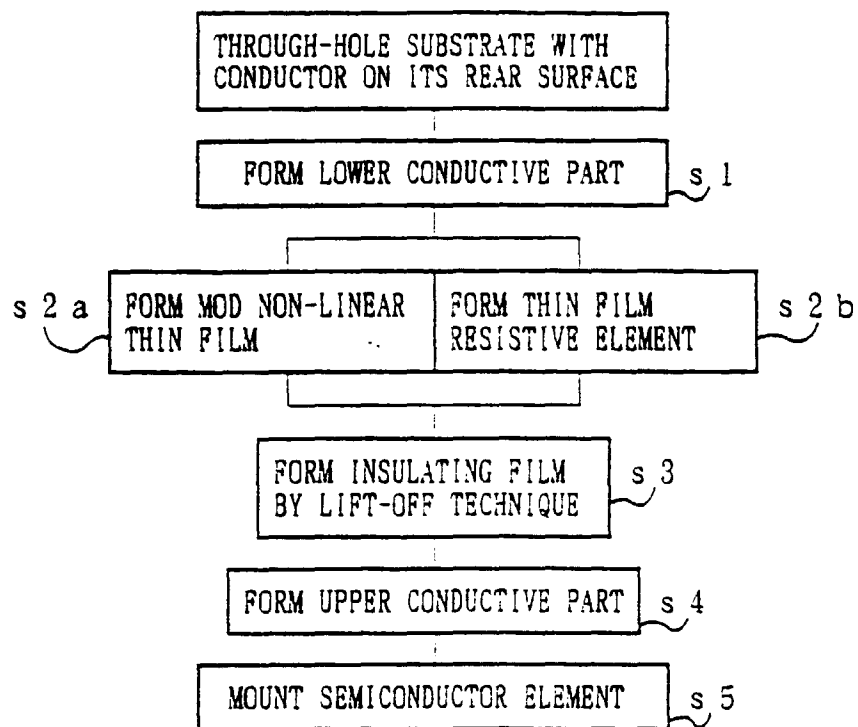 THROUGH-HOLE SUBSTRATE WITH
CONDUCTOR ON ITS REAR SURFACE
FORM LOWER CONDUCTIVE PART
s 1
s 2 a
FORM MOD NON-LINEAR
THIN FILM
FORM THIN FILM
RESISTIVE ELEMENT
s 2 b
FORM INSULATING FILM
BY LIFT-OFF TECHNIQUE
s 3
FORM UPPER CONDUCTIVE PART
s 4
MOUNT SEMICONDUCTOR ELEMENT
s 5